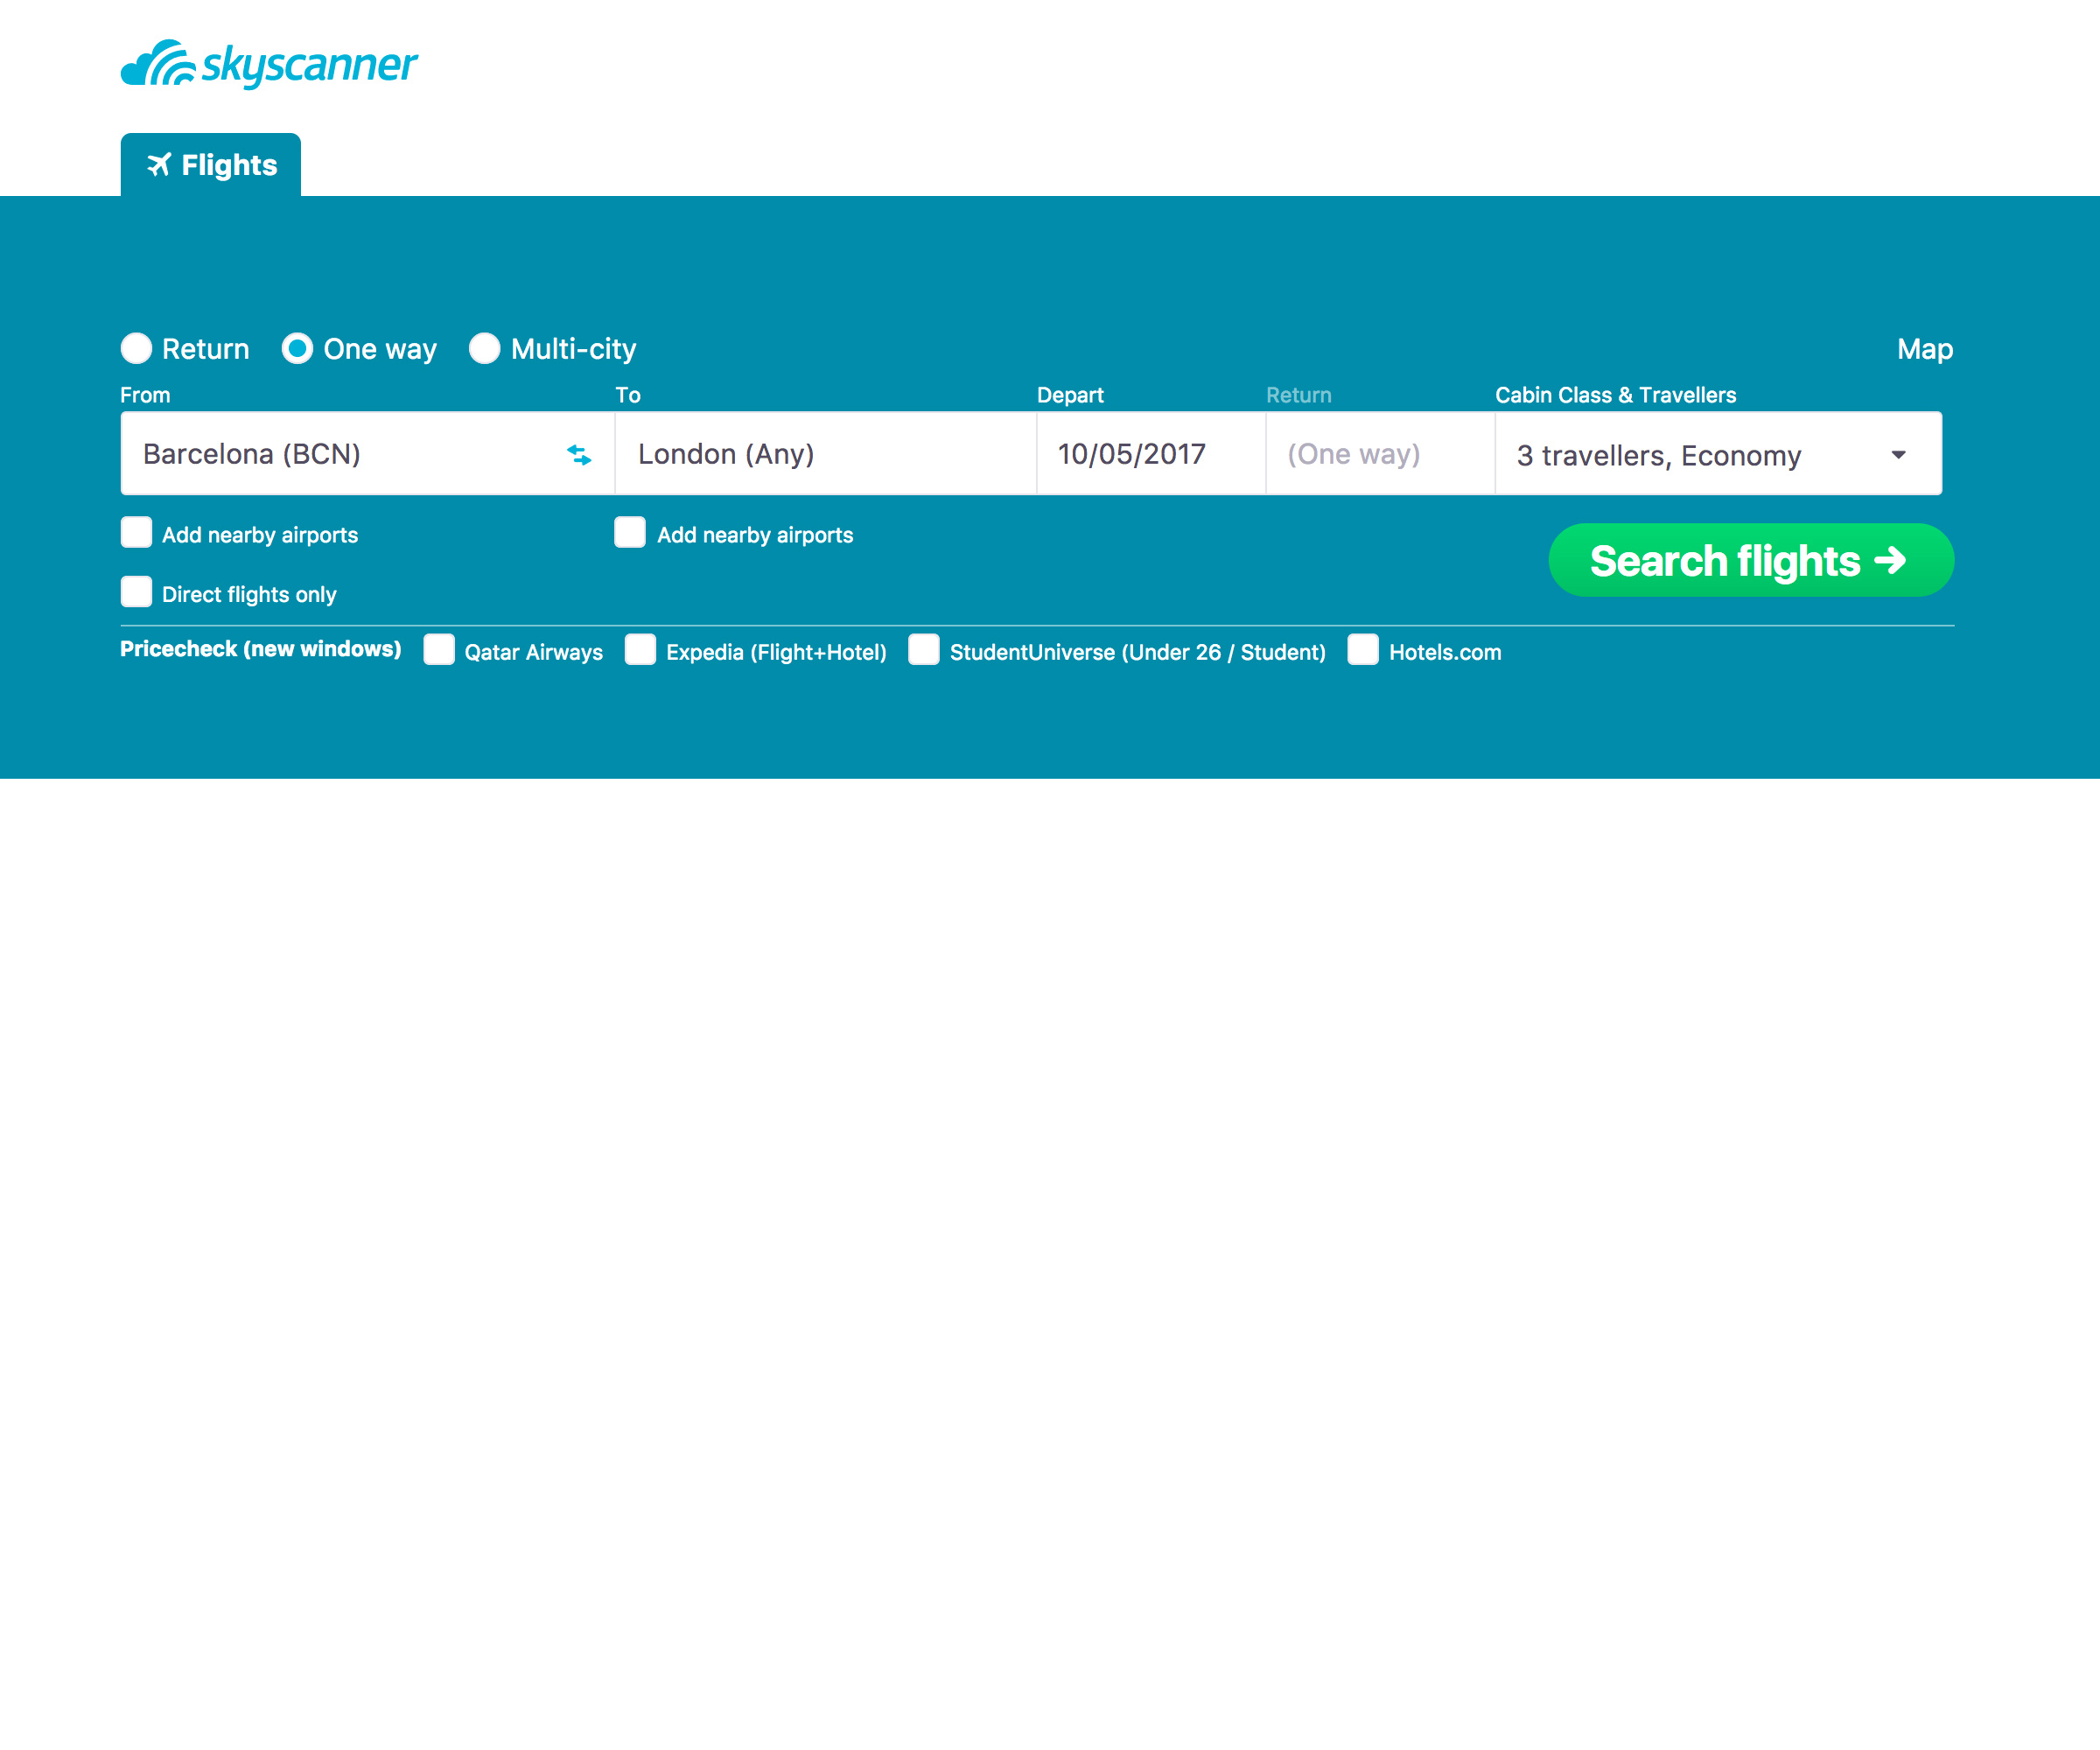 skyscanner
Flights
Return One way Multi-city Map
From To Depart Return Cabin Class & Travellers
Barcelona (BCN) London (Any) 10/05/2017 (One way) 3 travellers, Economy
Add nearby airports Add nearby airports
Search flights
Direct flights only
Pricecheck (new windows) Qatar Airways Expedia (Flight+Hotel) StudentUniverse (Under 26 / Student) Hotels.com